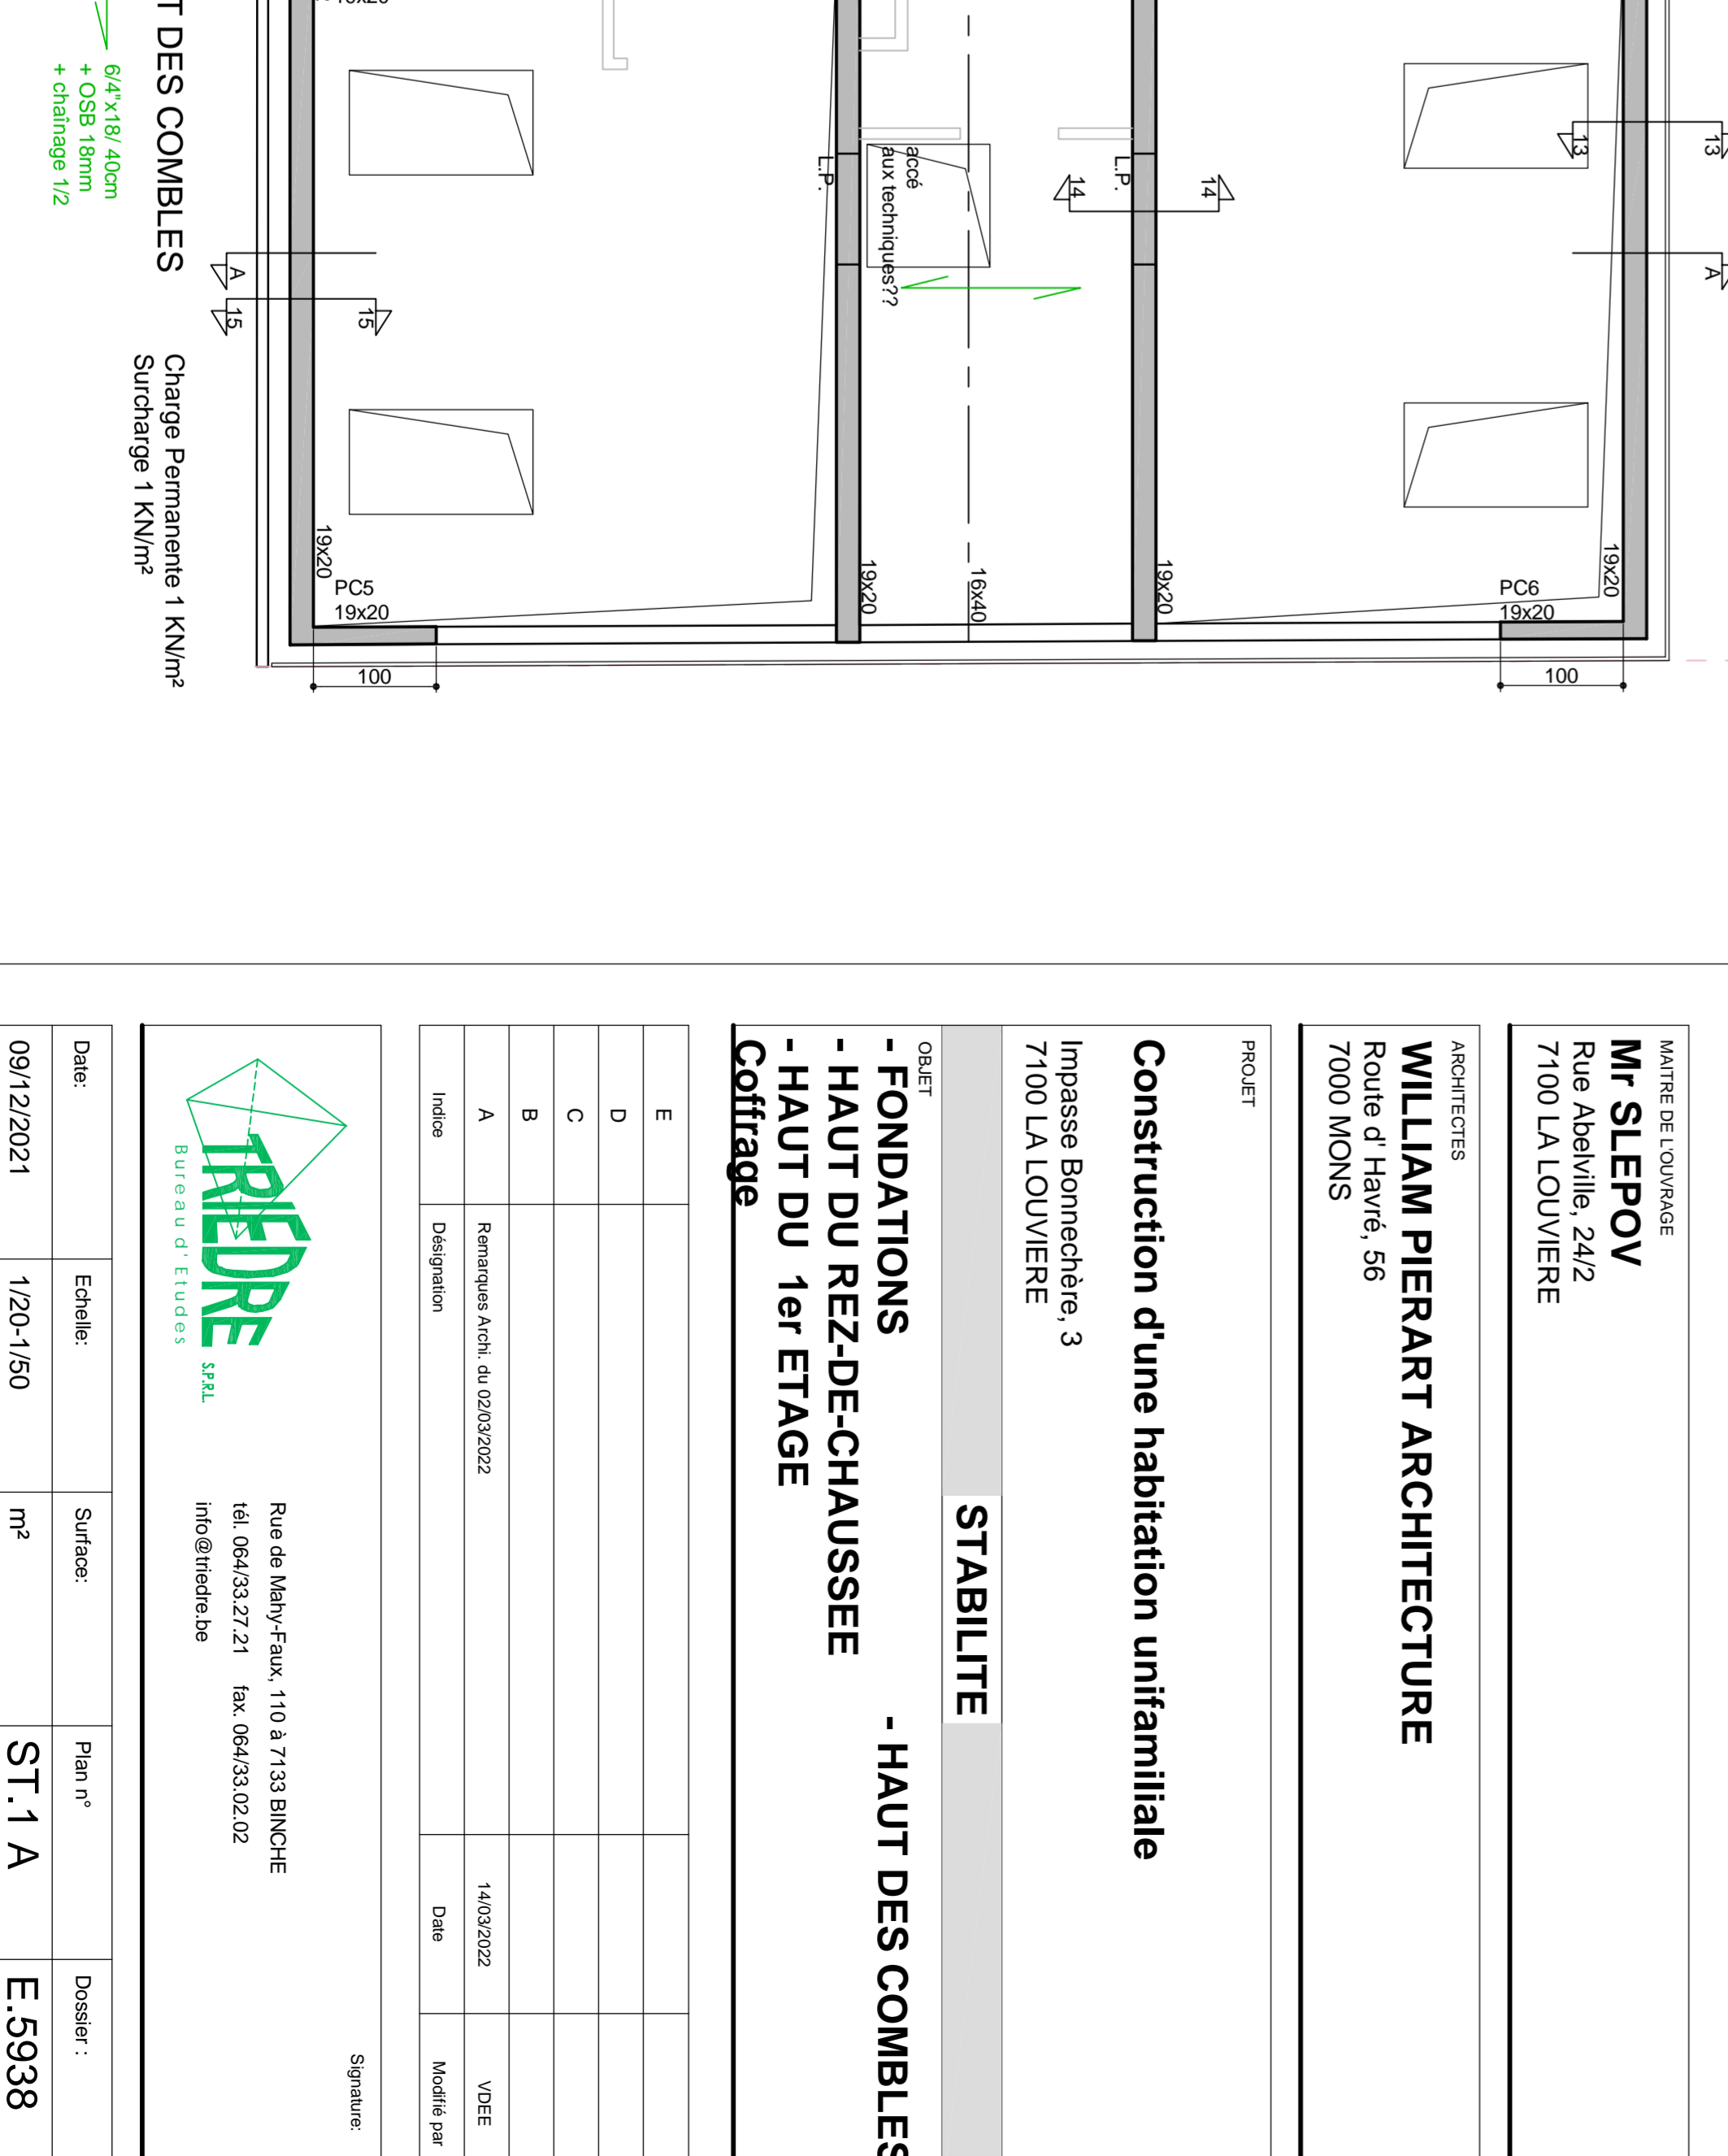 T DES COMBLES
Charge Permanente 1 KN/m²
Surcharge 1 KN/m²
6/4"x18/ 40cm
+ OSB 18mm
+ chaînage 1/2
13
13
A
14
14
L.P.
L.P.
accé
aux techniques??
A
15
15
19x20
PC5
19x20
19x20
16x40
19x20
PC6
19x20
19x20
100
100
MAITRE DE L'OUVRAGE
Mr SLEPOV
Rue Abelville, 24/2
7100 LA LOUVIERE
ARCHITECTES
WILLIAM PIERART ARCHITECTURE
Route d' Havré, 56
7000 MONS
PROJET
Construction d'une habitation unifamiliale
Impasse Bonnechère, 3
7100 LA LOUVIERE
STABILITE
OBJET
- FONDATIONS - HAUT DES COMBLES
- HAUT DU REZ-DE-CHAUSSEE
- HAUT DU 1er ETAGE
Coffrage
E
D
C
B
A Remarques Archi. du 02/03/2022 14/03/2022 VDEE
Indice Désignation Date Modifié par
Signature:
TRIEDRE S.P.R.L.
Bureau d'Etudes
Rue de Mahy-Faux, 110 à 7133 BINCHE
tél. 064/33.27.21 fax. 064/33.02.02
info@triedre.be
Date: Echelle: Surface: Plan n° Dossier :
09/12/2021 1/20-1/50 m² ST.1 A E.5938